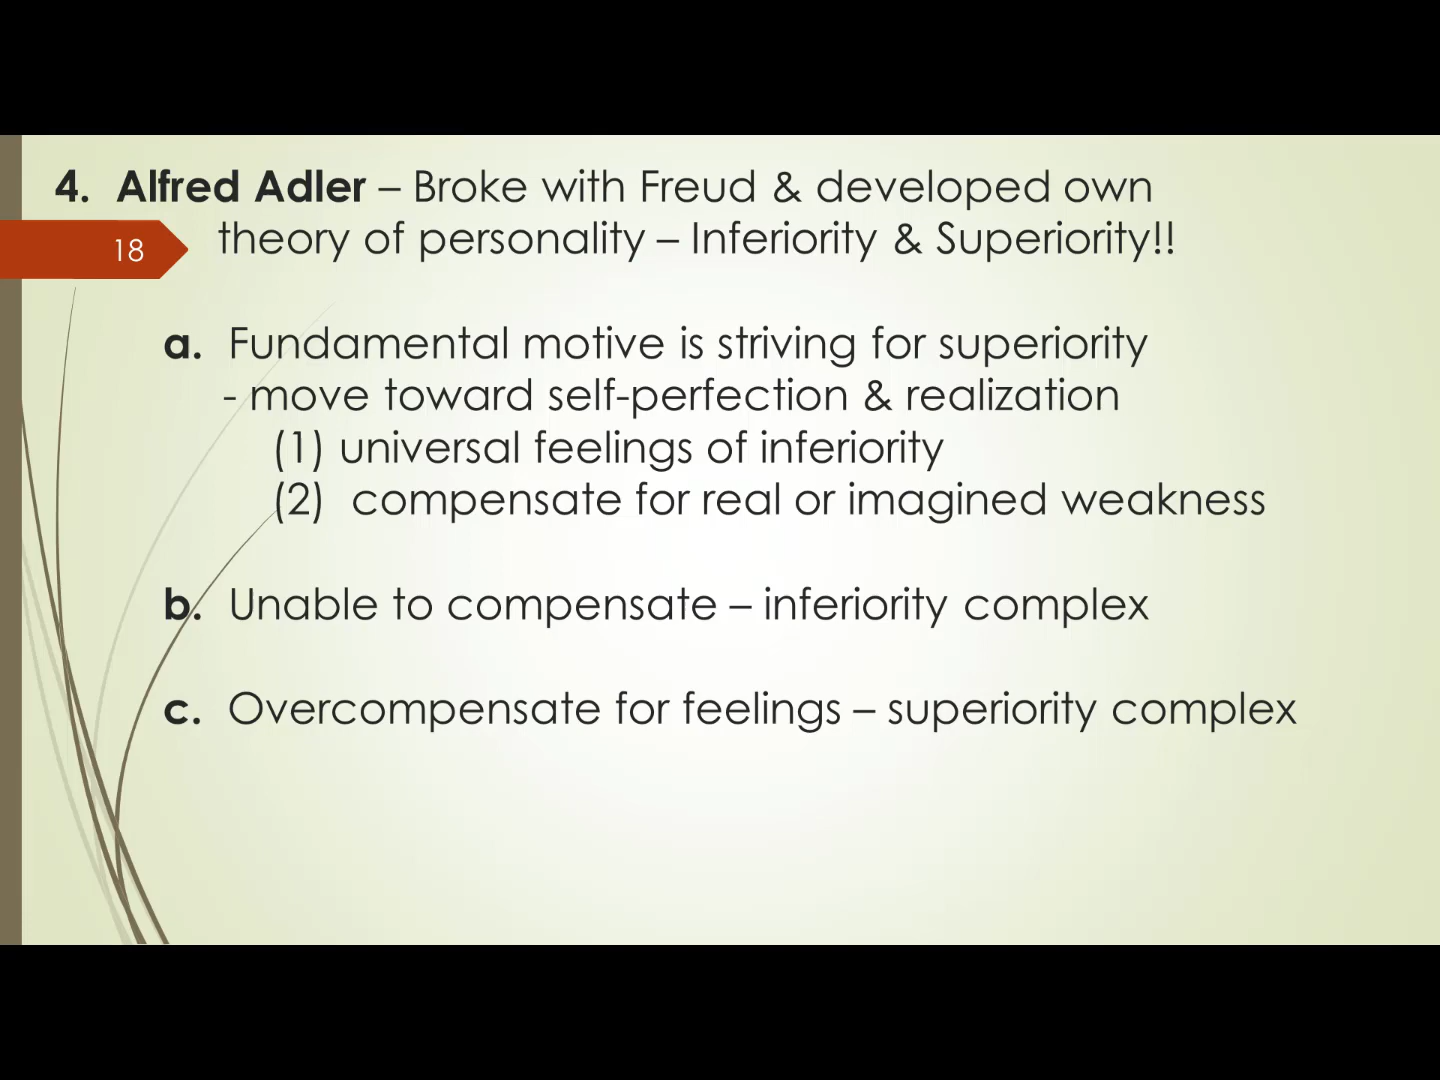 4. Alfred Adler – Broke with Freud & developed own
18
theory of personality – Inferiority & Superiority!!
a. Fundamental motive is striving for superiority
- move toward self-perfection & realization
(1) universal feelings of inferiority
(2) compensate for real or imagined weakness
b. Unable to compensate – inferiority complex
c. Overcompensate for feelings – superiority complex